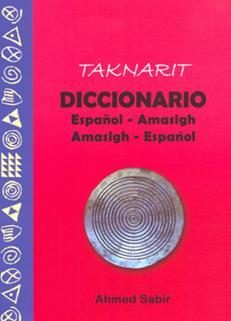 TAKNARIT
DICCIONARIO
Español - Amasigh
Amasigh - Español
Ahmed Sabir